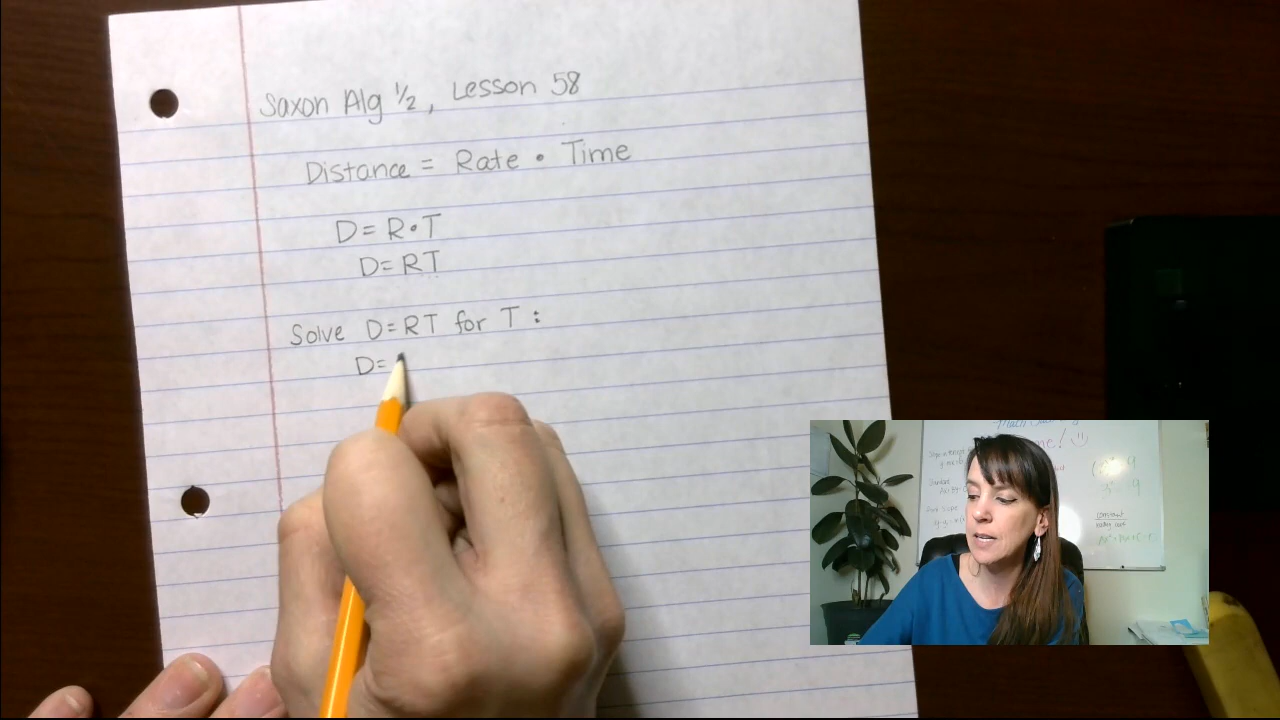 Saxon Alg 1/2, Lesson 58
Distance = Rate • Time
D = R • T
D = RT
Solve D = RT for T :
D =